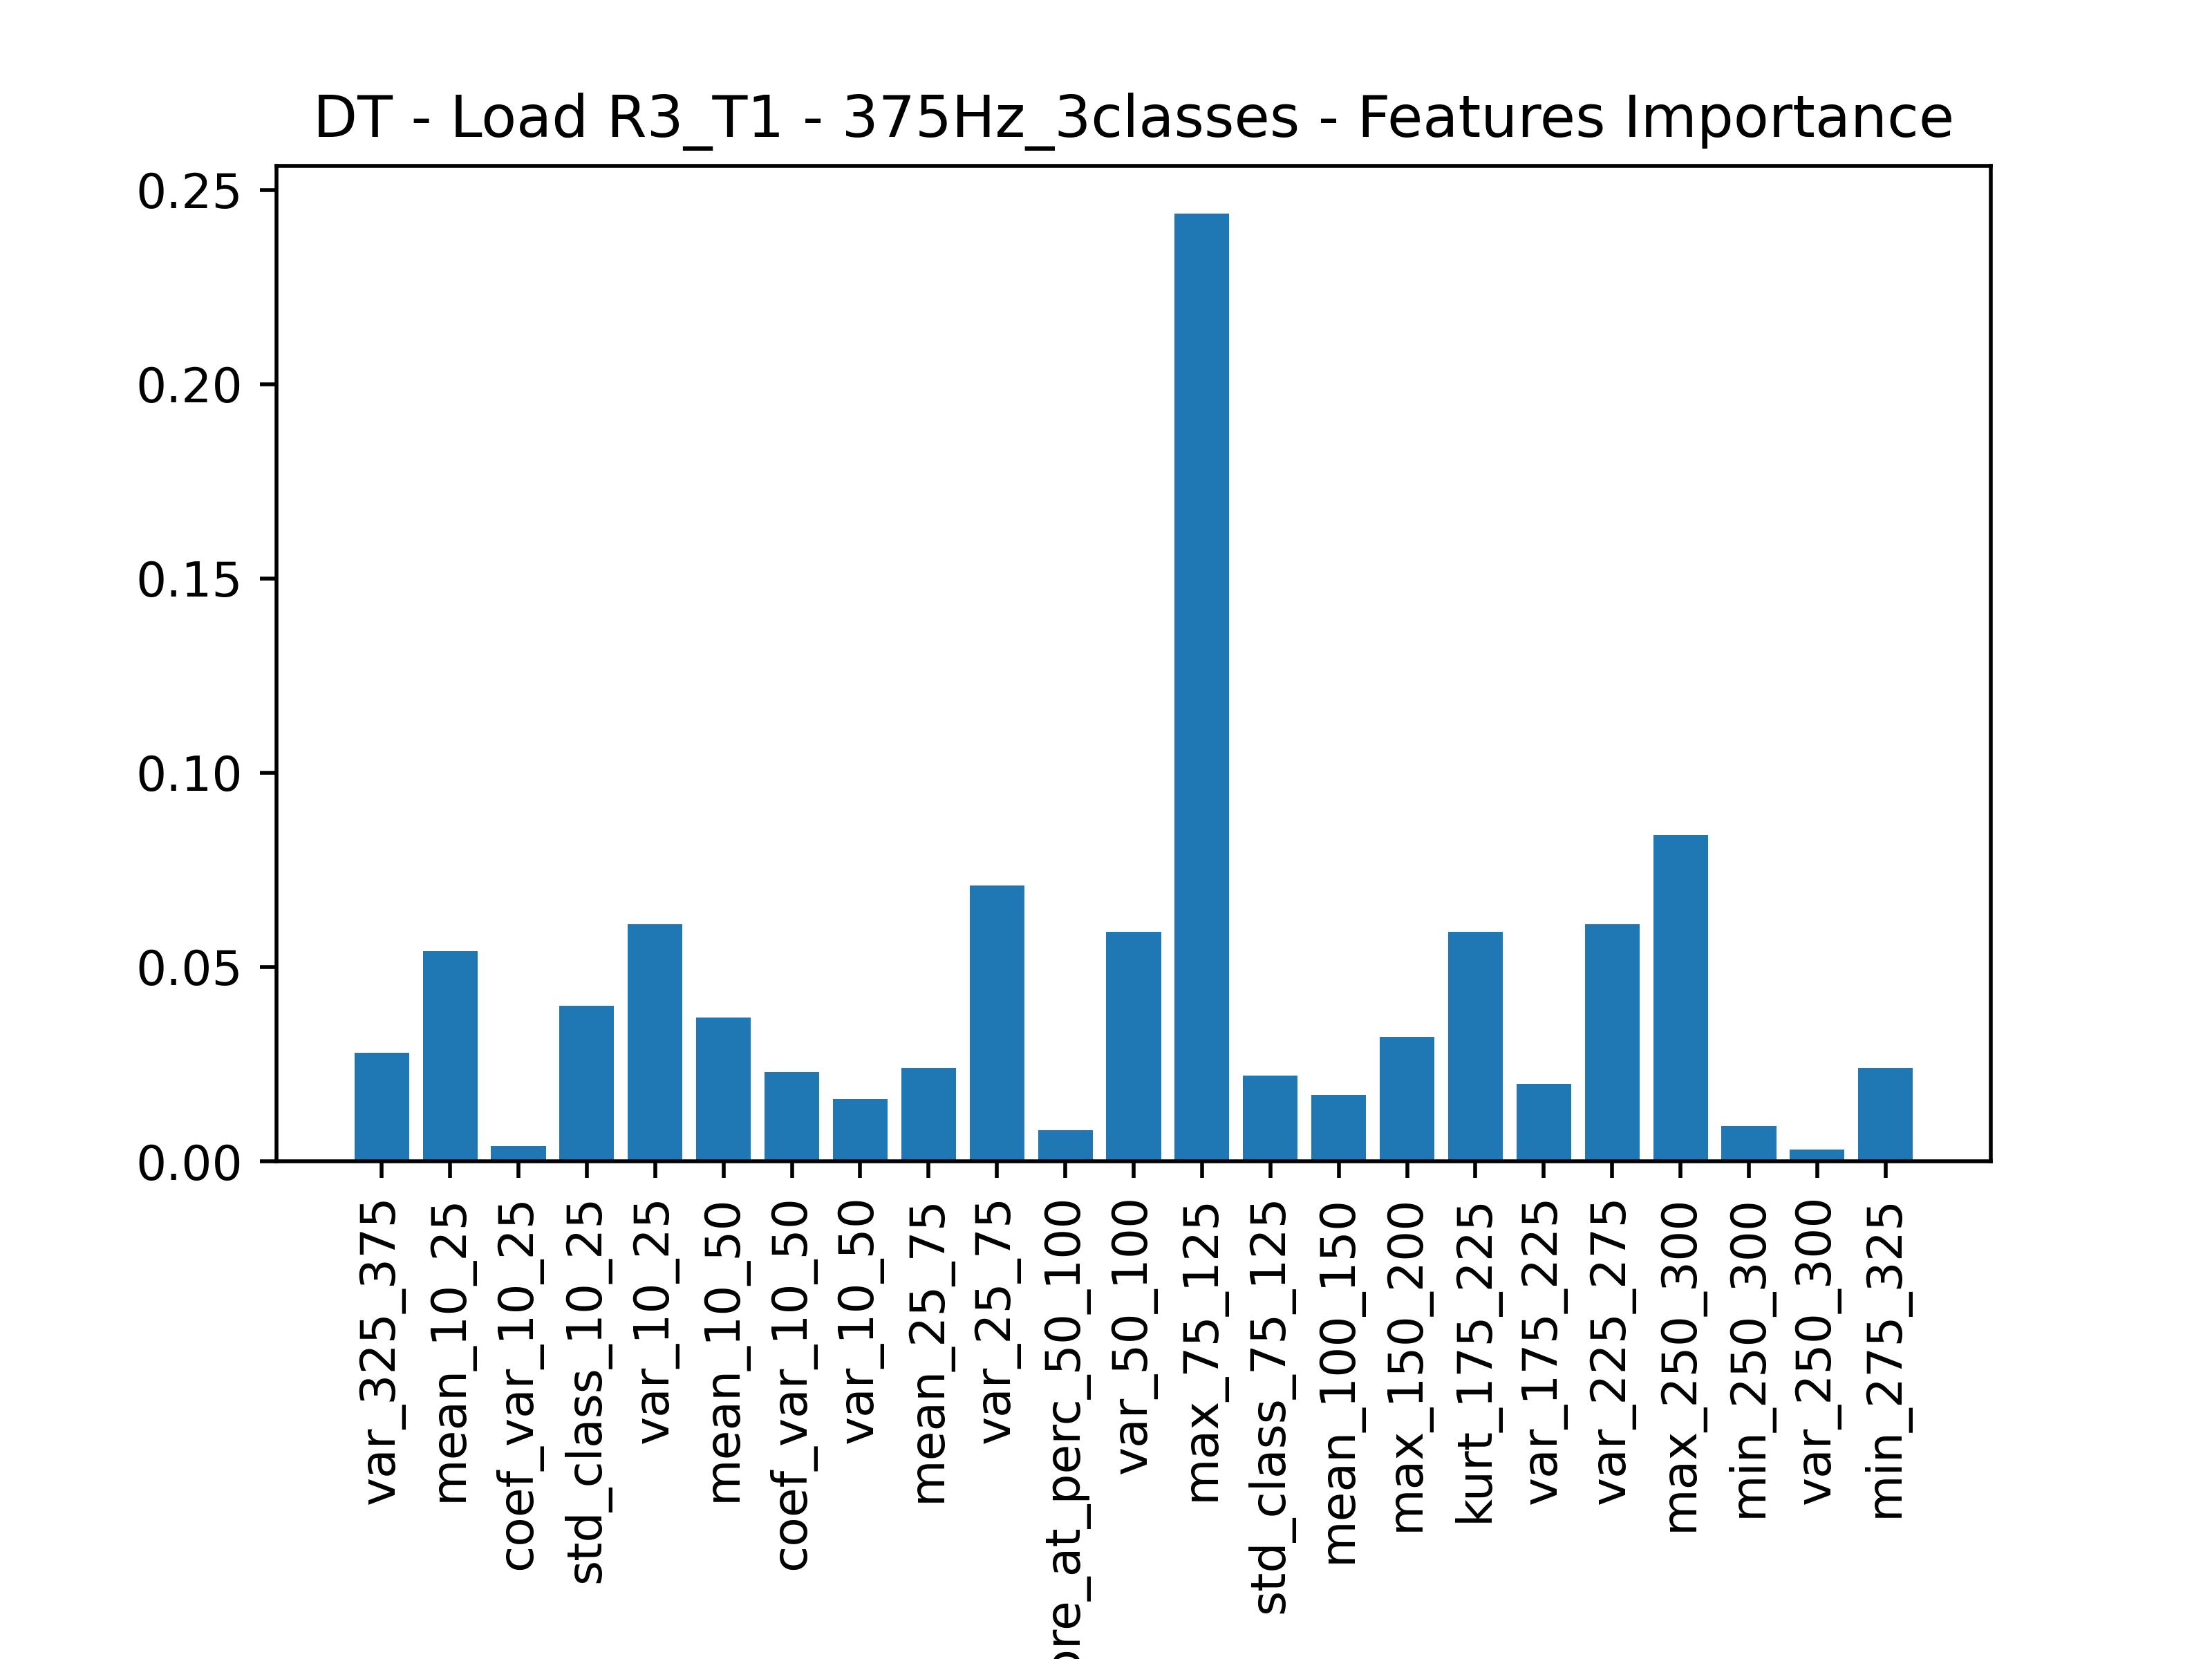 DT - Load R3_T1 - 375Hz_3classes - Features Importance
0.25
0.20
0.15
0.10
0.05
0.00
var_325_375
mean_10_25
coef_var_10_25
std_class_10_25
var_10_25
mean_10_50
coef_var_10_50
var_10_50
mean_25_75
var_25_75
ore_at_perc_50_100
var_50_100
max_75_125
std_class_75_125
mean_100_150
max_150_200
kurt_175_225
var_175_225
var_225_275
max_250_300
min_250_300
var_250_300
min_275_325